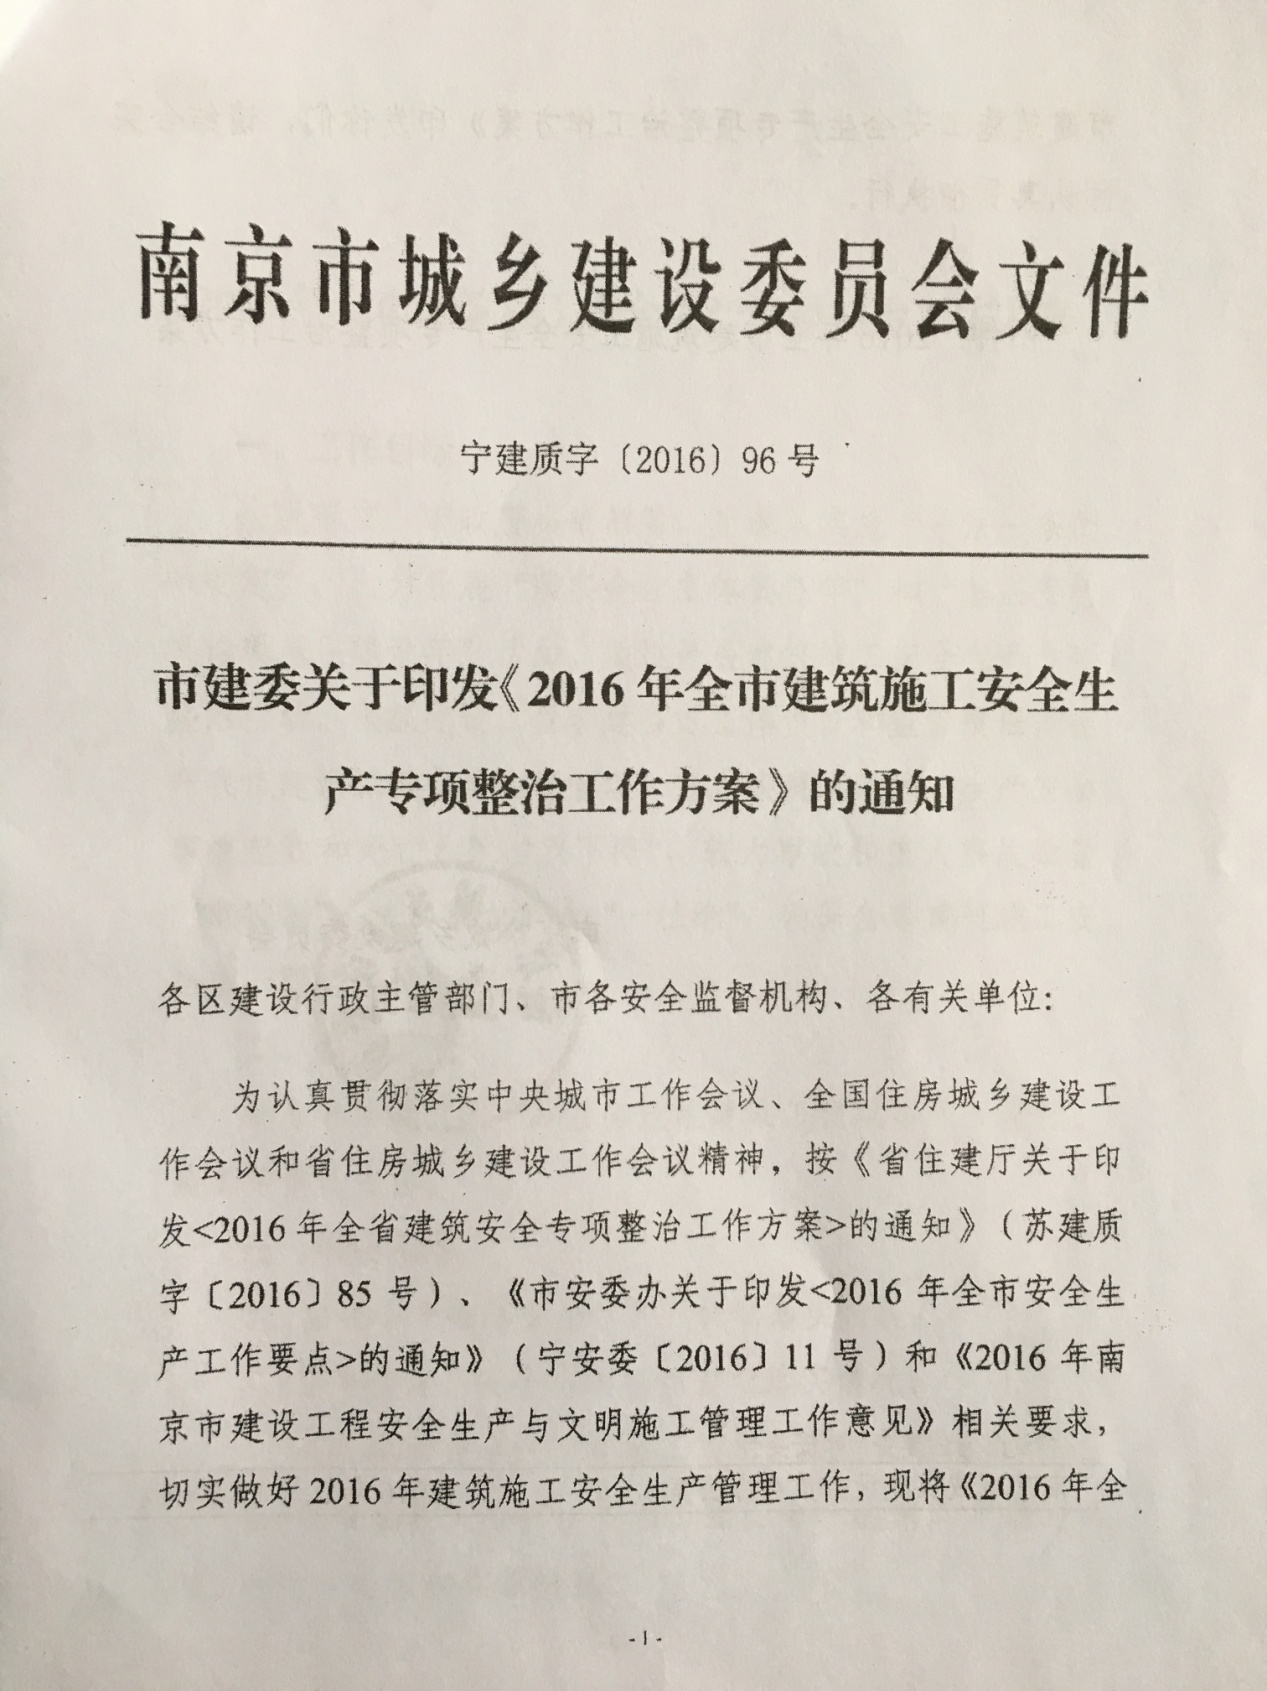 南京市城乡建设委员会文件
宁建质字〔2016〕96号
市建委关于印发《2016年全市建筑施工安全生
产专项整治工作方案》的通知
各区建设行政主管部门、市各安全监督机构、各有关单位：
为认真贯彻落实中央城市工作会议、全国住房城乡建设工
作会议和省住房城乡建设工作会议精神，按《省住建厅关于印
发<2016年全省建筑安全专项整治工作方案>的通知》（苏建质
字〔2016〕85号）、《市安委办关于印发<2016年全市安全生
产工作要点>的通知》（宁安委〔2016〕11号）和《2016年南
京市建设工程安全生产与文明施工管理工作意见》相关要求，
切实做好2016年建筑施工安全生产管理工作，现将《2016年全
-1-